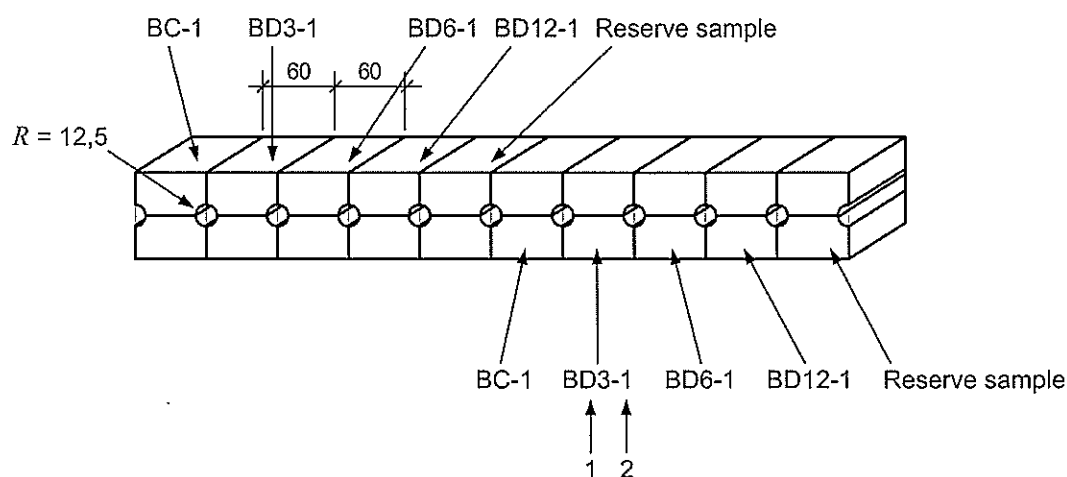 BC-1 BD3-1 BD6-1 BD12-1 Reserve sample
60 60
R = 12,5
BC-1 BD3-1 BD6-1 BD12-1 Reserve sample
1 2